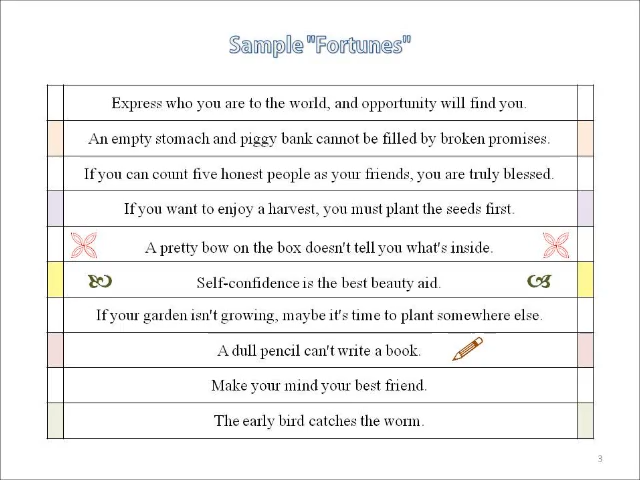 Sample "Fortunes"
Express who you are to the world, and opportunity will find you.
An empty stomach and piggy bank cannot be filled by broken promises.
If you can count five honest people as your friends, you are truly blessed.
If you want to enjoy a harvest, you must plant the seeds first.
A pretty bow on the box doesn't tell you what's inside.
Self-confidence is the best beauty aid.
If your garden isn't growing, maybe it's time to plant somewhere else.
A dull pencil can't write a book.
Make your mind your best friend.
The early bird catches the worm.
3